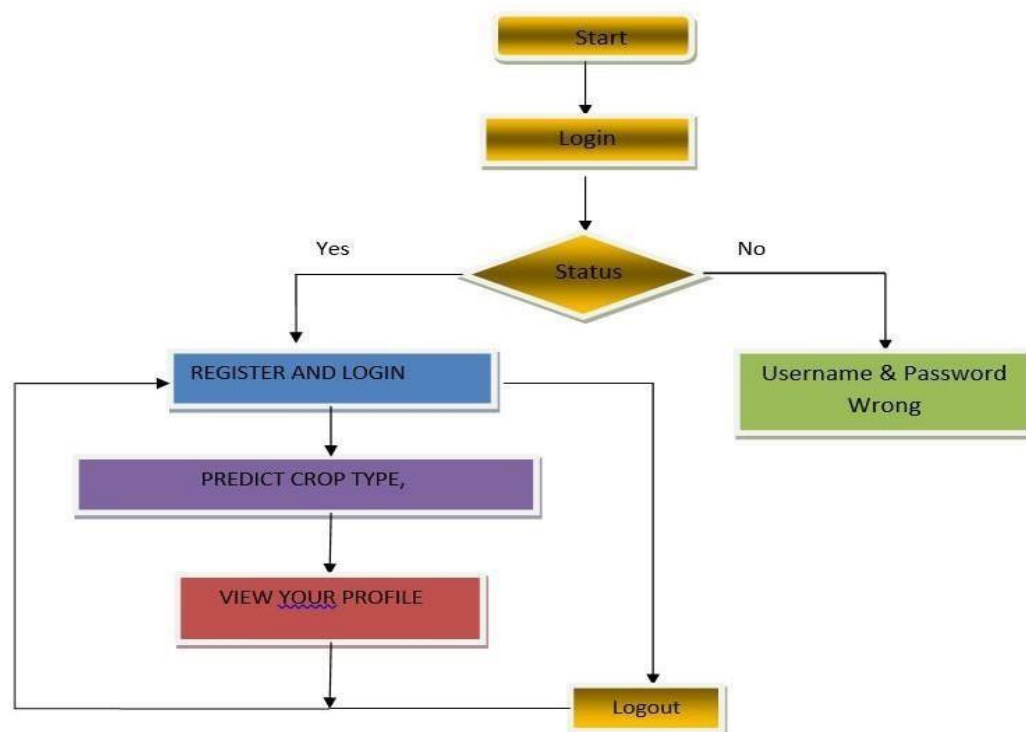 Start
Login
Status
Yes
No
REGISTER AND LOGIN
Username & Password
Wrong
PREDICT CROP TYPE,
VIEW YOUR PROFILE
Logout